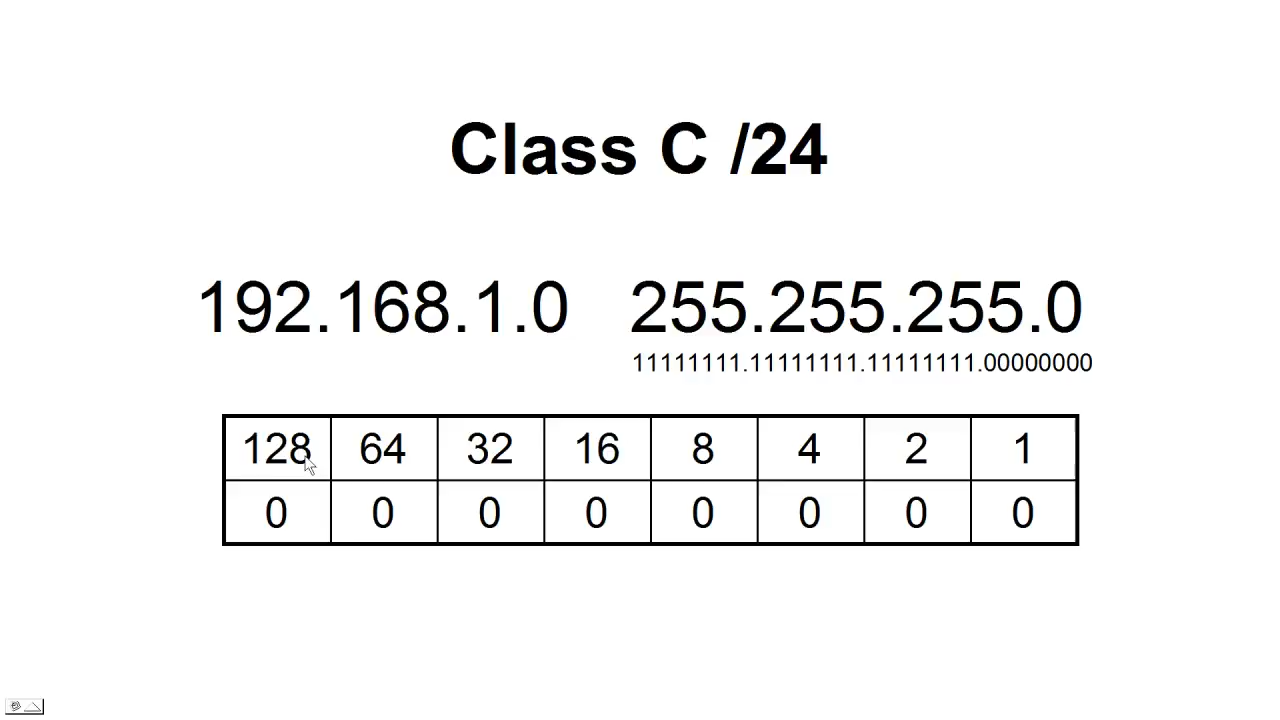 Class C /24
192.168.1.0 255.255.255.0
11111111.11111111.11111111.00000000
128 64 32 16 8 4 2 1
0 0 0 0 0 0 0 0